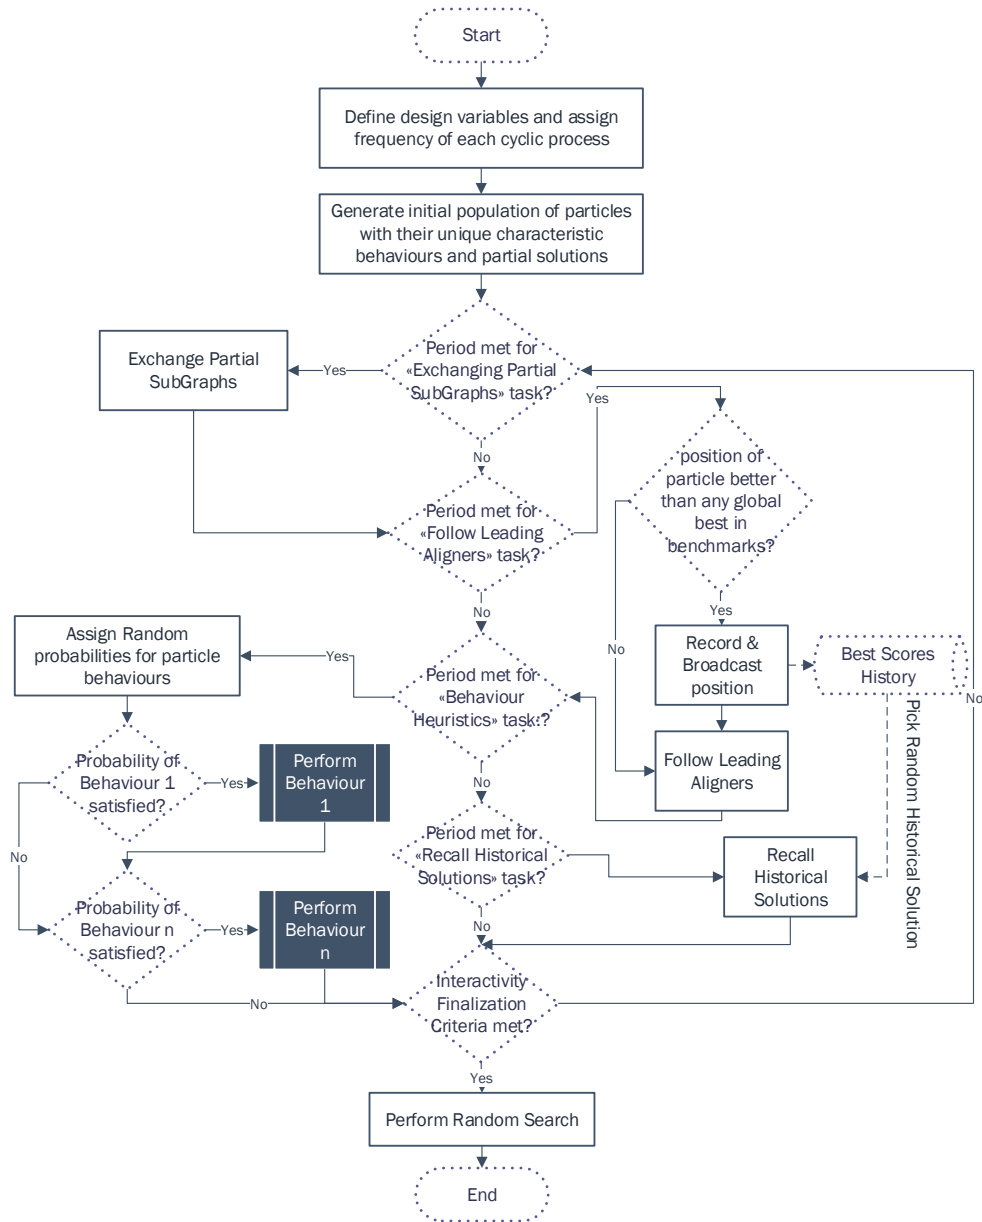 Start
Define design variables and assign
frequency of each cyclic process
Generate initial population of particles
with their unique characteristic
behaviours and partial solutions
Period met for
«Exchanging Partial
SubGraphs» task?
Yes
Exchange Partial
SubGraphs
No
Yes
position of
particle better
than any global
best in
benchmarks?
Period met for
«Follow Leading
Aligners» task?
No
Yes
No
Record &
Broadcast
position
Best Scores
History
No
Pick Random Historical Solution
Assign Random
probabilities for particle
behaviours
Yes
Period met for
«Behaviour
Heuristics» task:?
Follow Leading
Aligners
Probability of
Behaviour 1
satisfied?
Yes
Perform
Behaviour
1
No
No
Period met for
«Recall Historical
Solutions» task?
Recall
Historical
Solutions
Probability of
Behaviour n
satisfied?
Yes
Perform
Behaviour
n
No
No
Interactivity
Finalization
Criteria met?
Yes
Perform Random Search
End